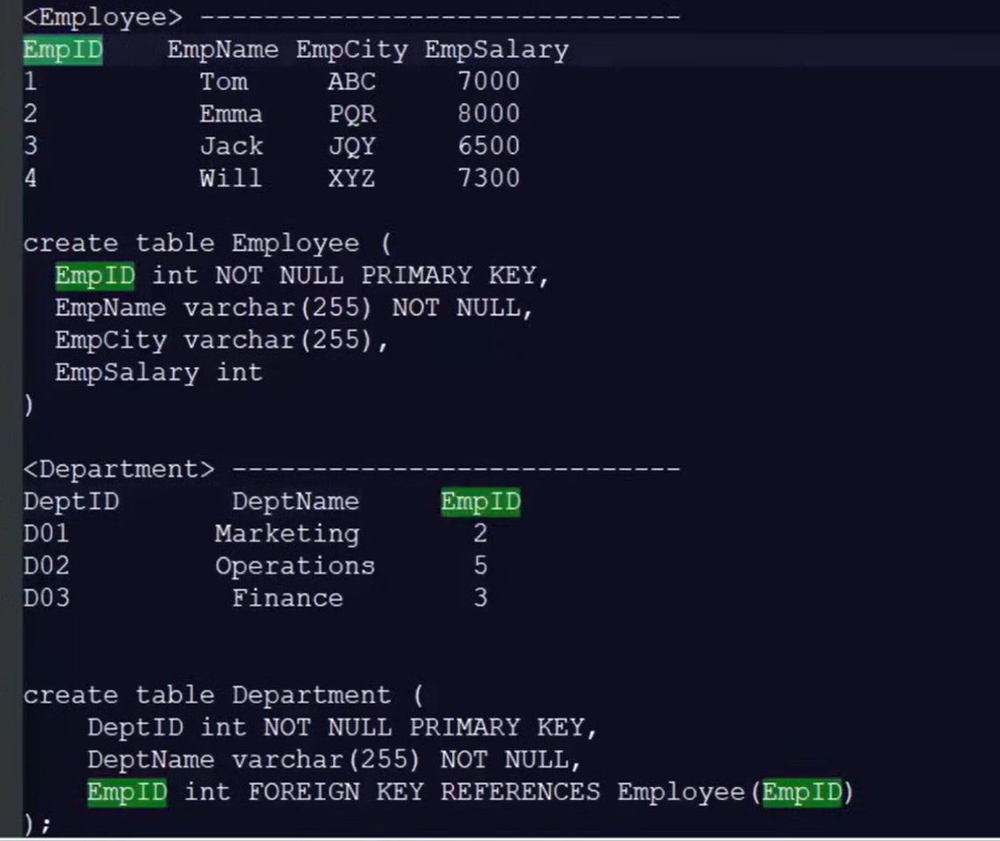 <Employee> ------------------------------
EmpID EmpName EmpCity EmpSalary
1 Tom ABC 7000
2 Emma PQR 8000
3 Jack JQY 6500
4 Will XYZ 7300
create table Employee (
EmpID int NOT NULL PRIMARY KEY,
EmpName varchar(255) NOT NULL,
EmpCity varchar(255),
EmpSalary int
)
<Department> ----------------------------
DeptID DeptName EmpID
D01 Marketing 2
D02 Operations 5
D03 Finance 3
create table Department (
DeptID int NOT NULL PRIMARY KEY,
DeptName varchar(255) NOT NULL,
EmpID int FOREIGN KEY REFERENCES Employee(EmpID)
);